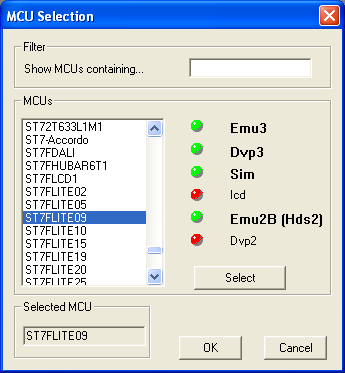 MCU Selection
Filter
Show MCUs containing...
MCUs
ST72T633L1M1
ST7-Accordo
ST7FDALI
ST7FHUBAR6T1
ST7FLCD1
ST7FLITE02
ST7FLITE05
ST7FLITE09
ST7FLITE10
ST7FLITE15
ST7FLITE19
ST7FLITE20
ST7FLITE25
Emu3
Dvp3
Sim
Icd
Emu2B (Hds2)
Dvp2
Select
Selected MCU
ST7FLITE09
OK
Cancel